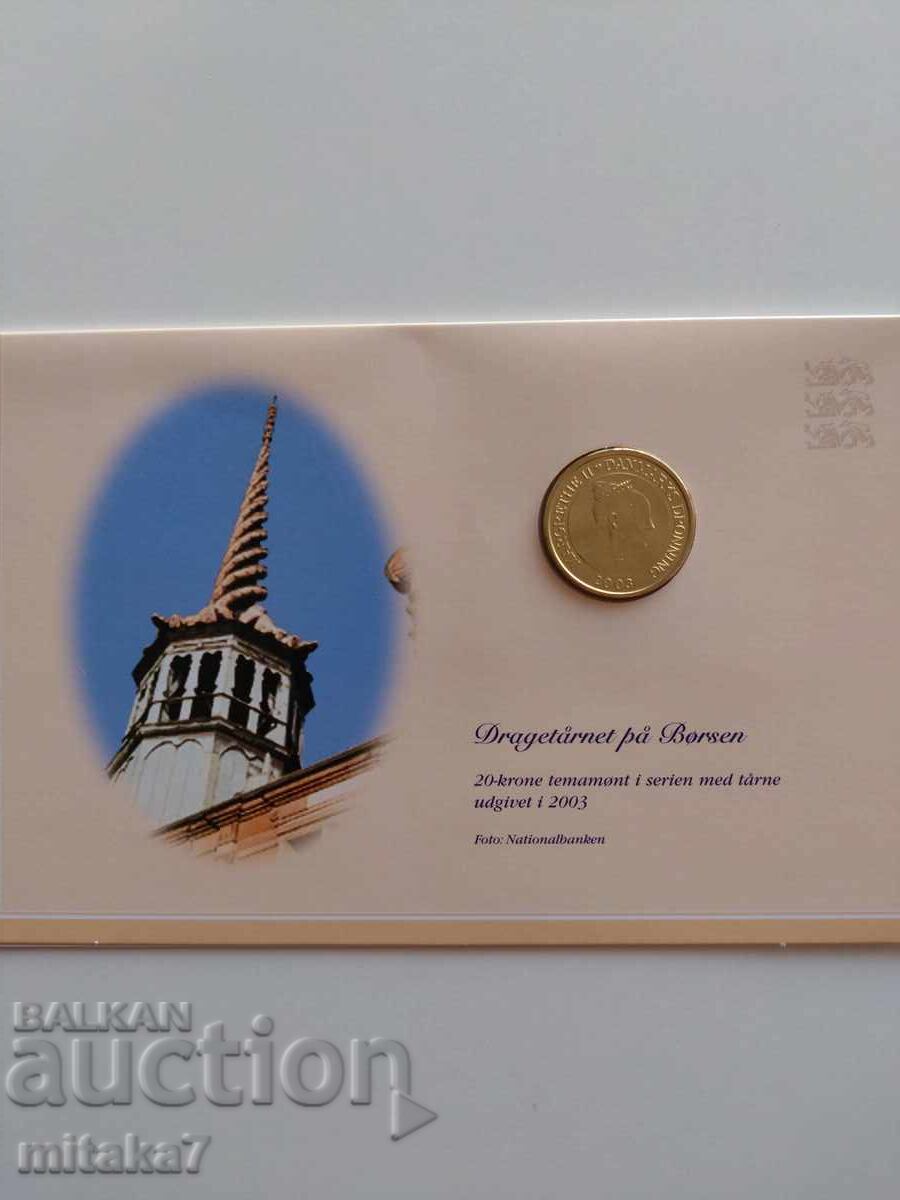 MARGRETHE II DANMARKS DRONNING
2003
Dragetårnet på Børsen
20-krone temamønt i serien med tårne
udgivet i 2003
Foto: Nationalbanken
BALKAN
auction
mitaka7